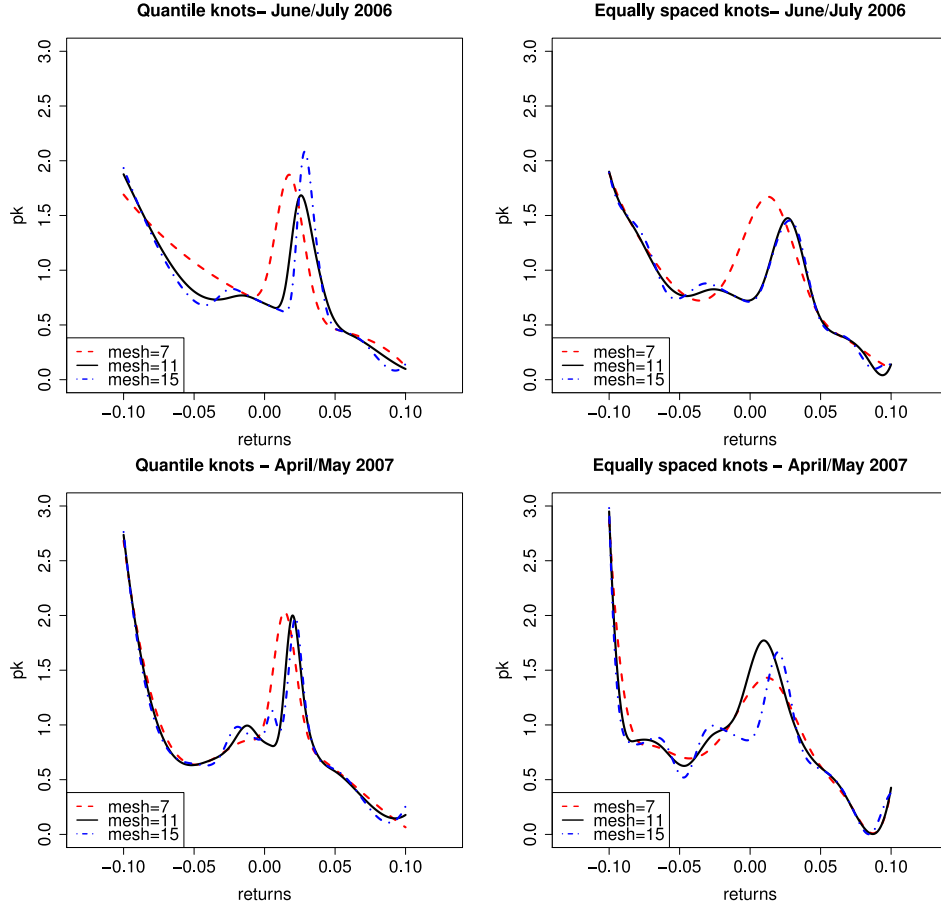 Quantile knots– June/July 2006
pk
3.0
2.5
2.0
1.5
1.0
0.5
0.0
mesh=7
mesh=11
mesh=15
−0.10 −0.05 0.00 0.05 0.10
returns
Equally spaced knots– June/July 2006
pk
3.0
2.5
2.0
1.5
1.0
0.5
0.0
mesh=7
mesh=11
mesh=15
−0.10 −0.05 0.00 0.05 0.10
returns
Quantile knots – April/May 2007
pk
3.0
2.5
2.0
1.5
1.0
0.5
0.0
mesh=7
mesh=11
mesh=15
−0.10 −0.05 0.00 0.05 0.10
returns
Equally spaced knots – April/May 2007
pk
3.0
2.5
2.0
1.5
1.0
0.5
0.0
mesh=7
mesh=11
mesh=15
−0.10 −0.05 0.00 0.05 0.10
returns